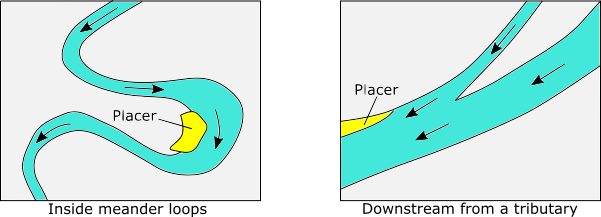 Placer
Placer
Inside meander loops
Downstream from a tributary